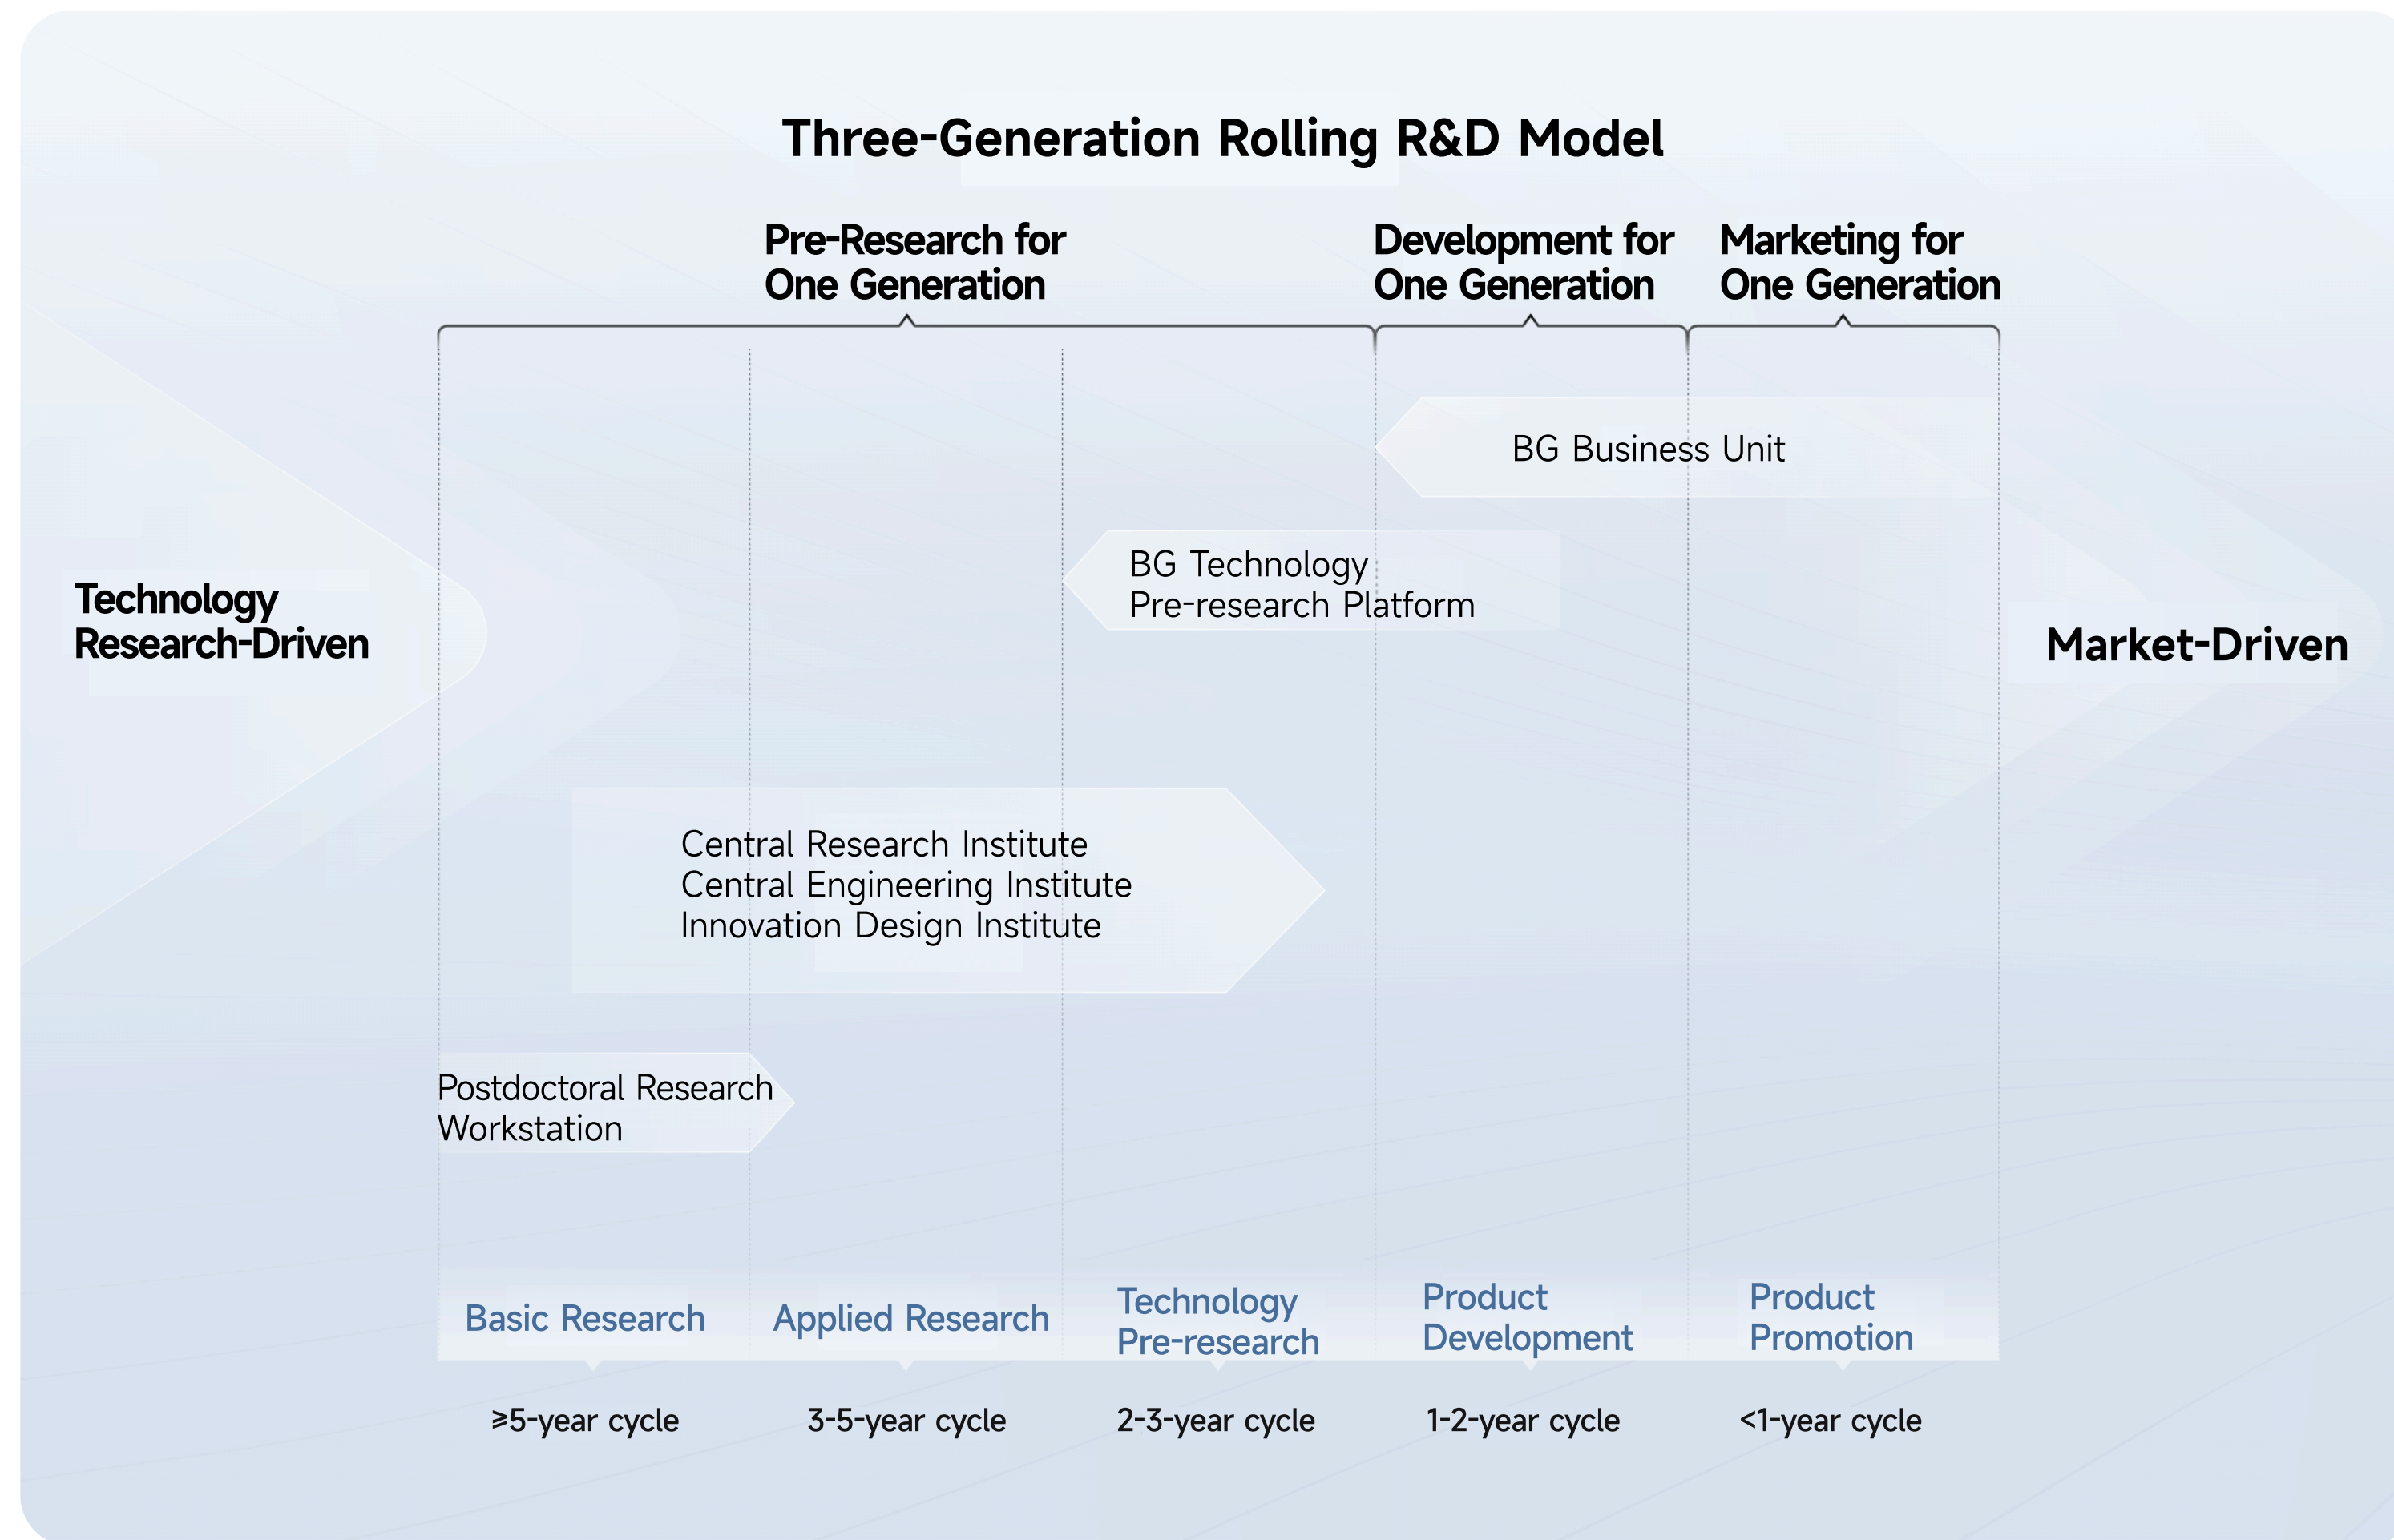 Three-Generation Rolling R&D Model
Pre-Research for
One Generation
Development for
One Generation
Marketing for
One Generation
BG Business Unit
BG Technology
Pre-research Platform
Technology
Research-Driven
Market-Driven
Central Research Institute
Central Engineering Institute
Innovation Design Institute
Postdoctoral Research
Workstation
Basic Research
Applied Research
Technology
Pre-research
Product
Development
Product
Promotion
≥5-year cycle
3-5-year cycle
2-3-year cycle
1-2-year cycle
<1-year cycle